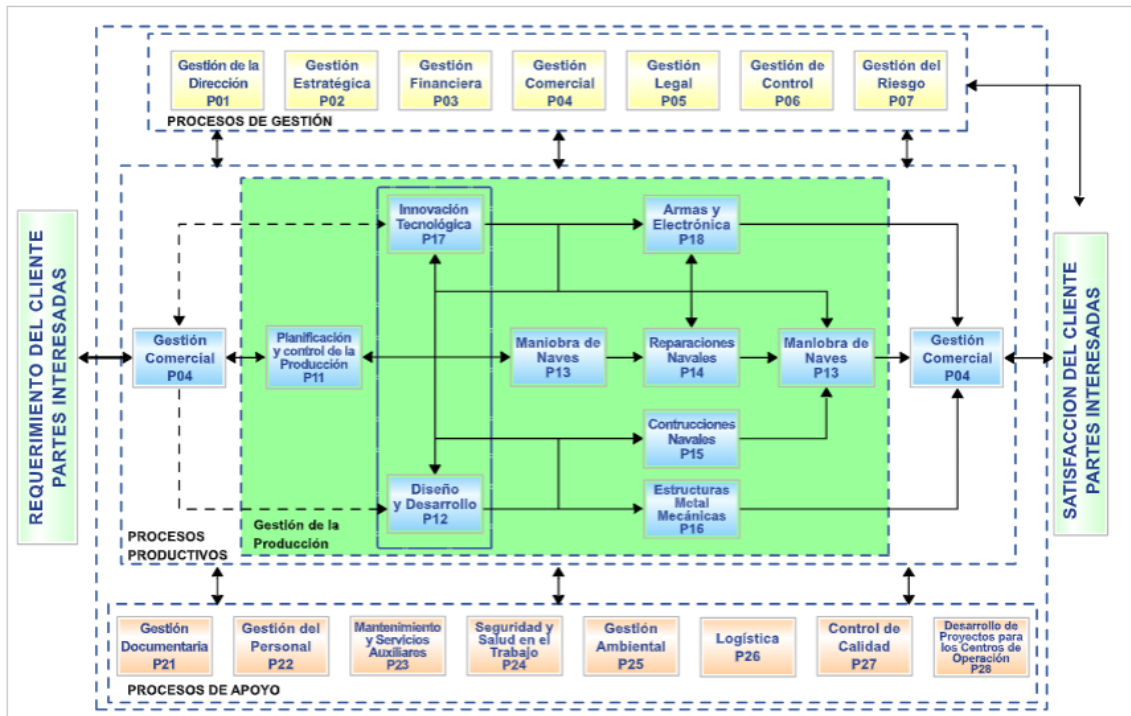 Gestión de la
Dirección
P01
Gestión
Estratégica
P02
Gestión
Financiera
P03
Gestión
Comercial
P04
Gestión
Legal
P05
Gestión de
Control
P06
Gestión del
Riesgo
P07
PROCESOS DE GESTIÓN
REQUERIMIENTO DEL CLIENTE
PARTES INTERESADAS
Gestión
Comercial
P04
Planificación
y control de la
Producción
P11
Innovación
Tecnológica
P17
Diseño
y Desarrollo
P12
Maniobra de
Naves
P13
Armas y
Electrónica
P18
Reparaciones
Navales
P14
Contrucciones
Navales
P15
Estructuras
Metal
Mecánicas
P16
Maniobra de
Naves
P13
Gestión
Comercial
P04
Gestión de la
Producción
PROCESOS
PRODUCTIVOS
SATISFACCION DEL CLIENTE
PARTES INTERESADAS
Gestión
Documentaria
P21
Gestión del
Personal
P22
Mantenimiento
y Servicios
Auxiliares
P23
Seguridad y
Salud en el
Trabajo
P24
Gestión
Ambiental
P25
Logística
P26
Control de
Calidad
P27
Desarrollo de
Proyectos para
los Centros de
Operación
P28
PROCESOS DE APOYO